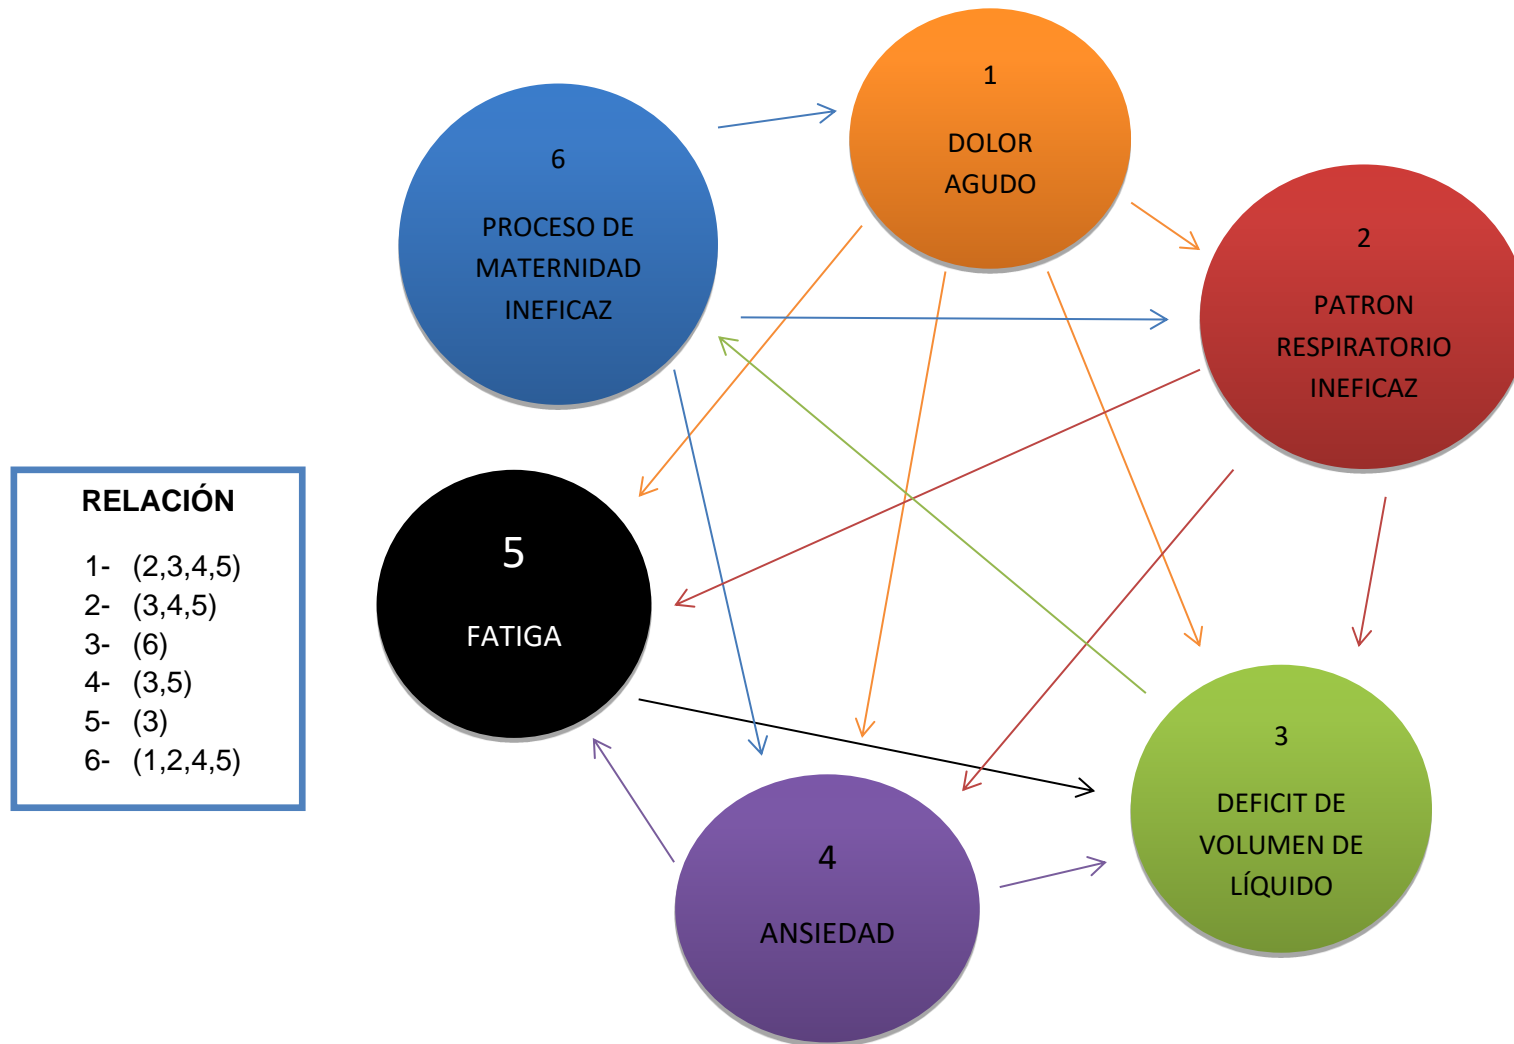 1
DOLOR
AGUDO
6
PROCESO DE
MATERNIDAD
INEFICAZ
2
PATRON
RESPIRATORIO
INEFICAZ
RELACIÓN
1- (2,3,4,5)
2- (3,4,5)
3- (6)
4- (3,5)
5- (3)
6- (1,2,4,5)
5
FATIGA
3
DEFICIT DE
VOLUMEN DE
LÍQUIDO
4
ANSIEDAD